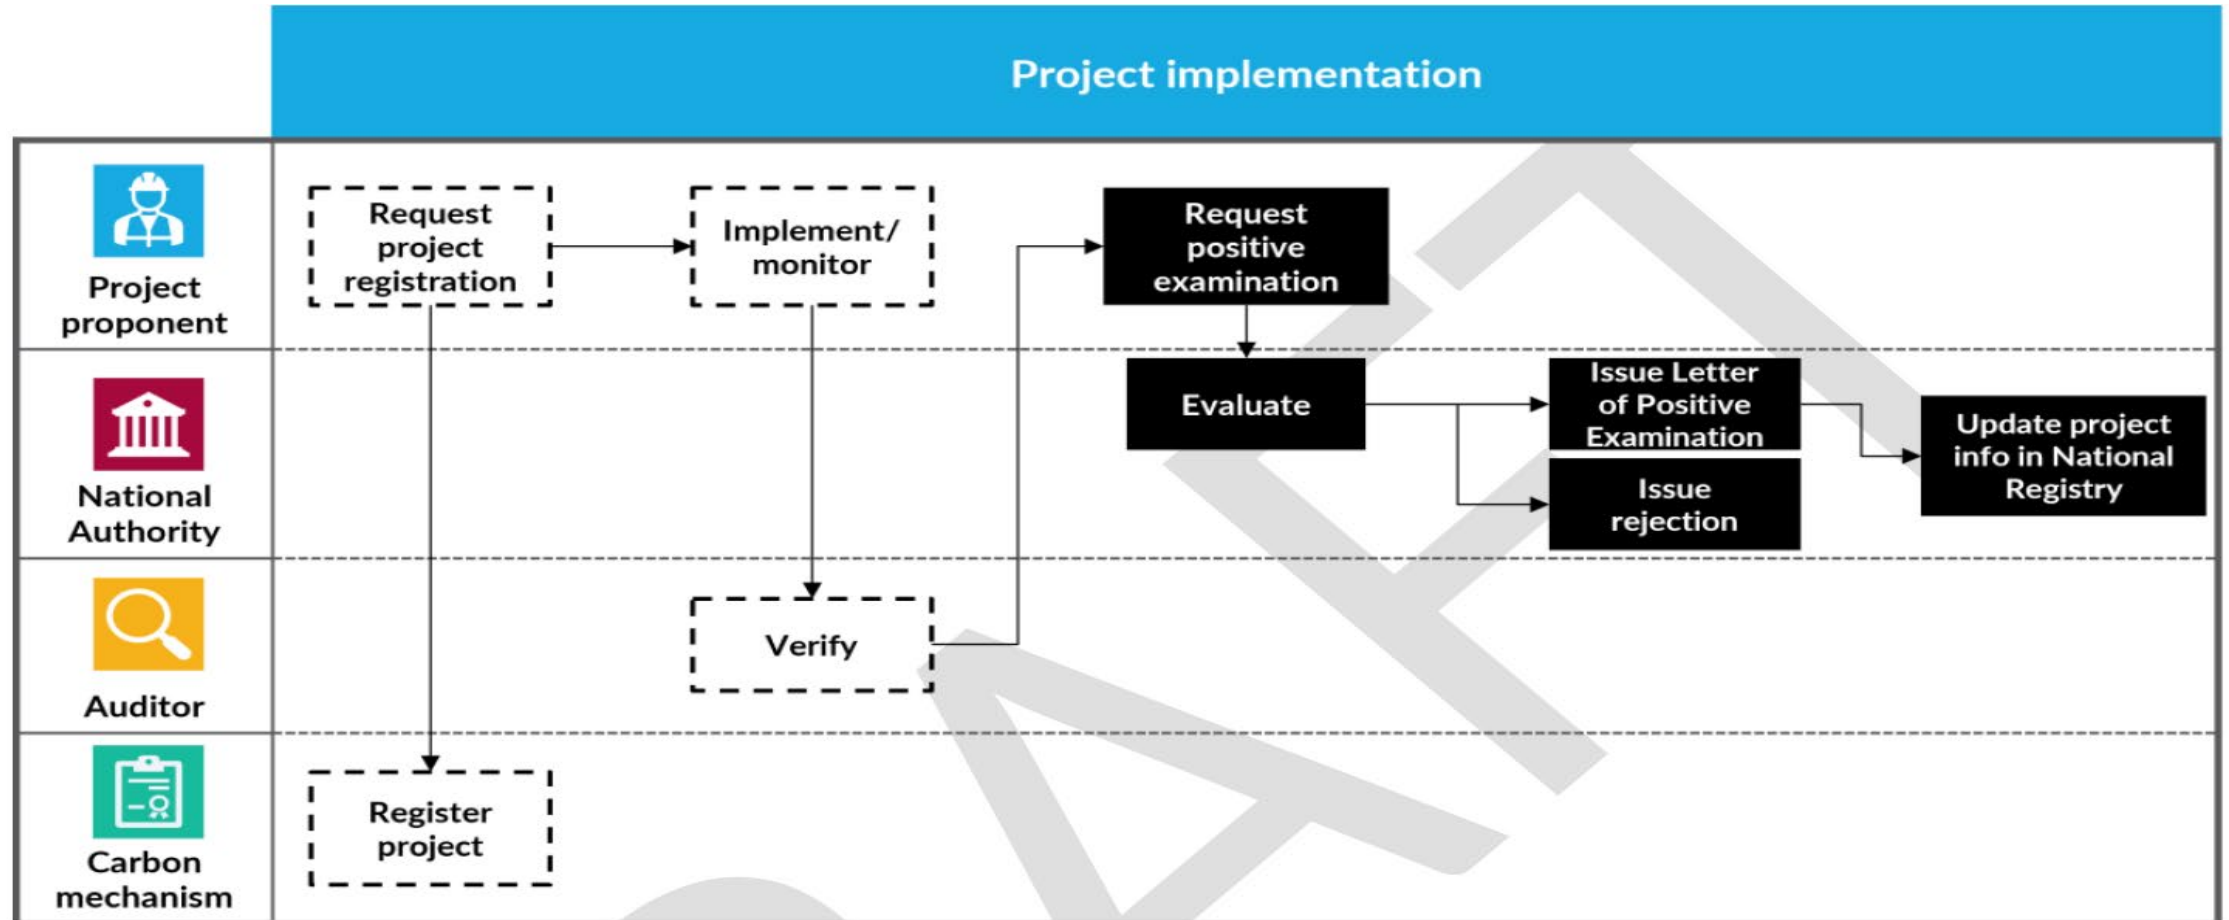 Project implementation
Project
proponent
Request
project
registration
Implement/
monitor
Request
positive
examination
National
Authority
Evaluate
Issue Letter
of Positive
Examination
Issue
rejection
Update project
info in National
Registry
Auditor
Verify
Carbon
mechanism
Register
project